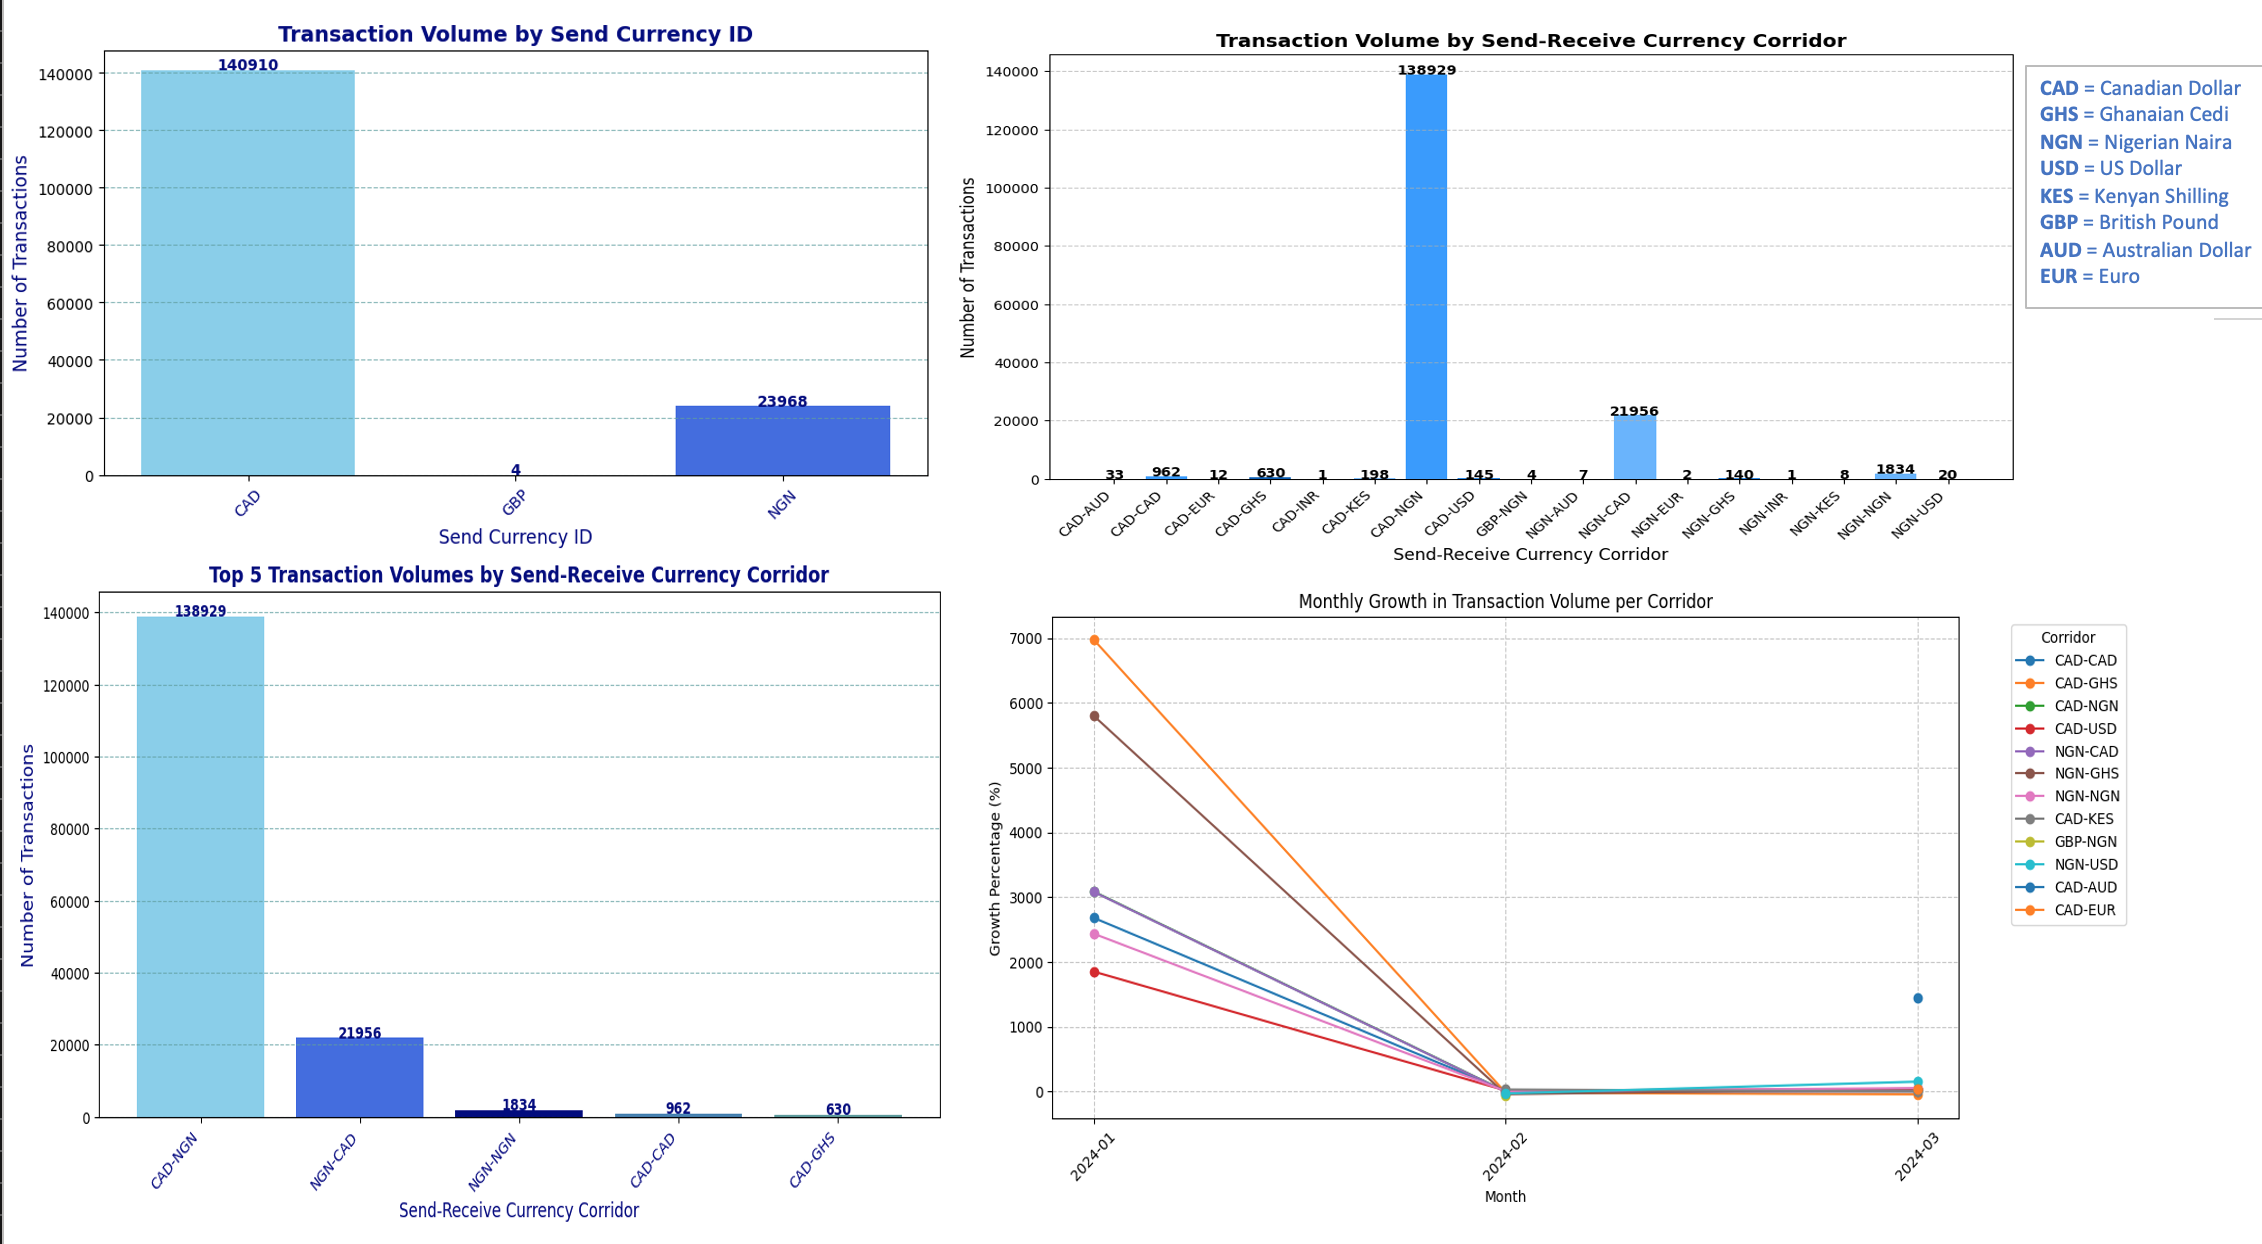 Transaction Volume by Send Currency ID
Number of Transactions
140000
120000
100000
80000
60000
40000
20000
0
140910
4
23968
CAD
GBP
NGN
Send Currency ID
Transaction Volume by Send-Receive Currency Corridor
Number of Transactions
140000
120000
100000
80000
60000
40000
20000
0
33
962
12
630
1
198
138929
145
4
7
21956
2
140
1
8
1834
20
CAD-AUD
CAD-CAD
CAD-EUR
CAD-GHS
CAD-INR
CAD-KES
CAD-NGN
CAD-USD
GBP-NGN
NGN-AUD
NGN-CAD
NGN-EUR
NGN-GHS
NGN-INR
NGN-KES
NGN-NGN
NGN-USD
Send-Receive Currency Corridor
CAD = Canadian Dollar
GHS = Ghanaian Cedi
NGN = Nigerian Naira
USD = US Dollar
KES = Kenyan Shilling
GBP = British Pound
AUD = Australian Dollar
EUR = Euro
Top 5 Transaction Volumes by Send-Receive Currency Corridor
Number of Transactions
140000
120000
100000
80000
60000
40000
20000
0
138929
21956
1834
962
630
CAD-NGN
NGN-CAD
NGN-NGN
CAD-CAD
CAD-GHS
Send-Receive Currency Corridor
Monthly Growth in Transaction Volume per Corridor
Growth Percentage (%)
7000
6000
5000
4000
3000
2000
1000
0
2024-01
2024-02
2024-03
Month
Corridor
CAD-CAD
CAD-GHS
CAD-NGN
CAD-USD
NGN-CAD
NGN-GHS
NGN-NGN
CAD-KES
GBP-NGN
NGN-USD
CAD-AUD
CAD-EUR